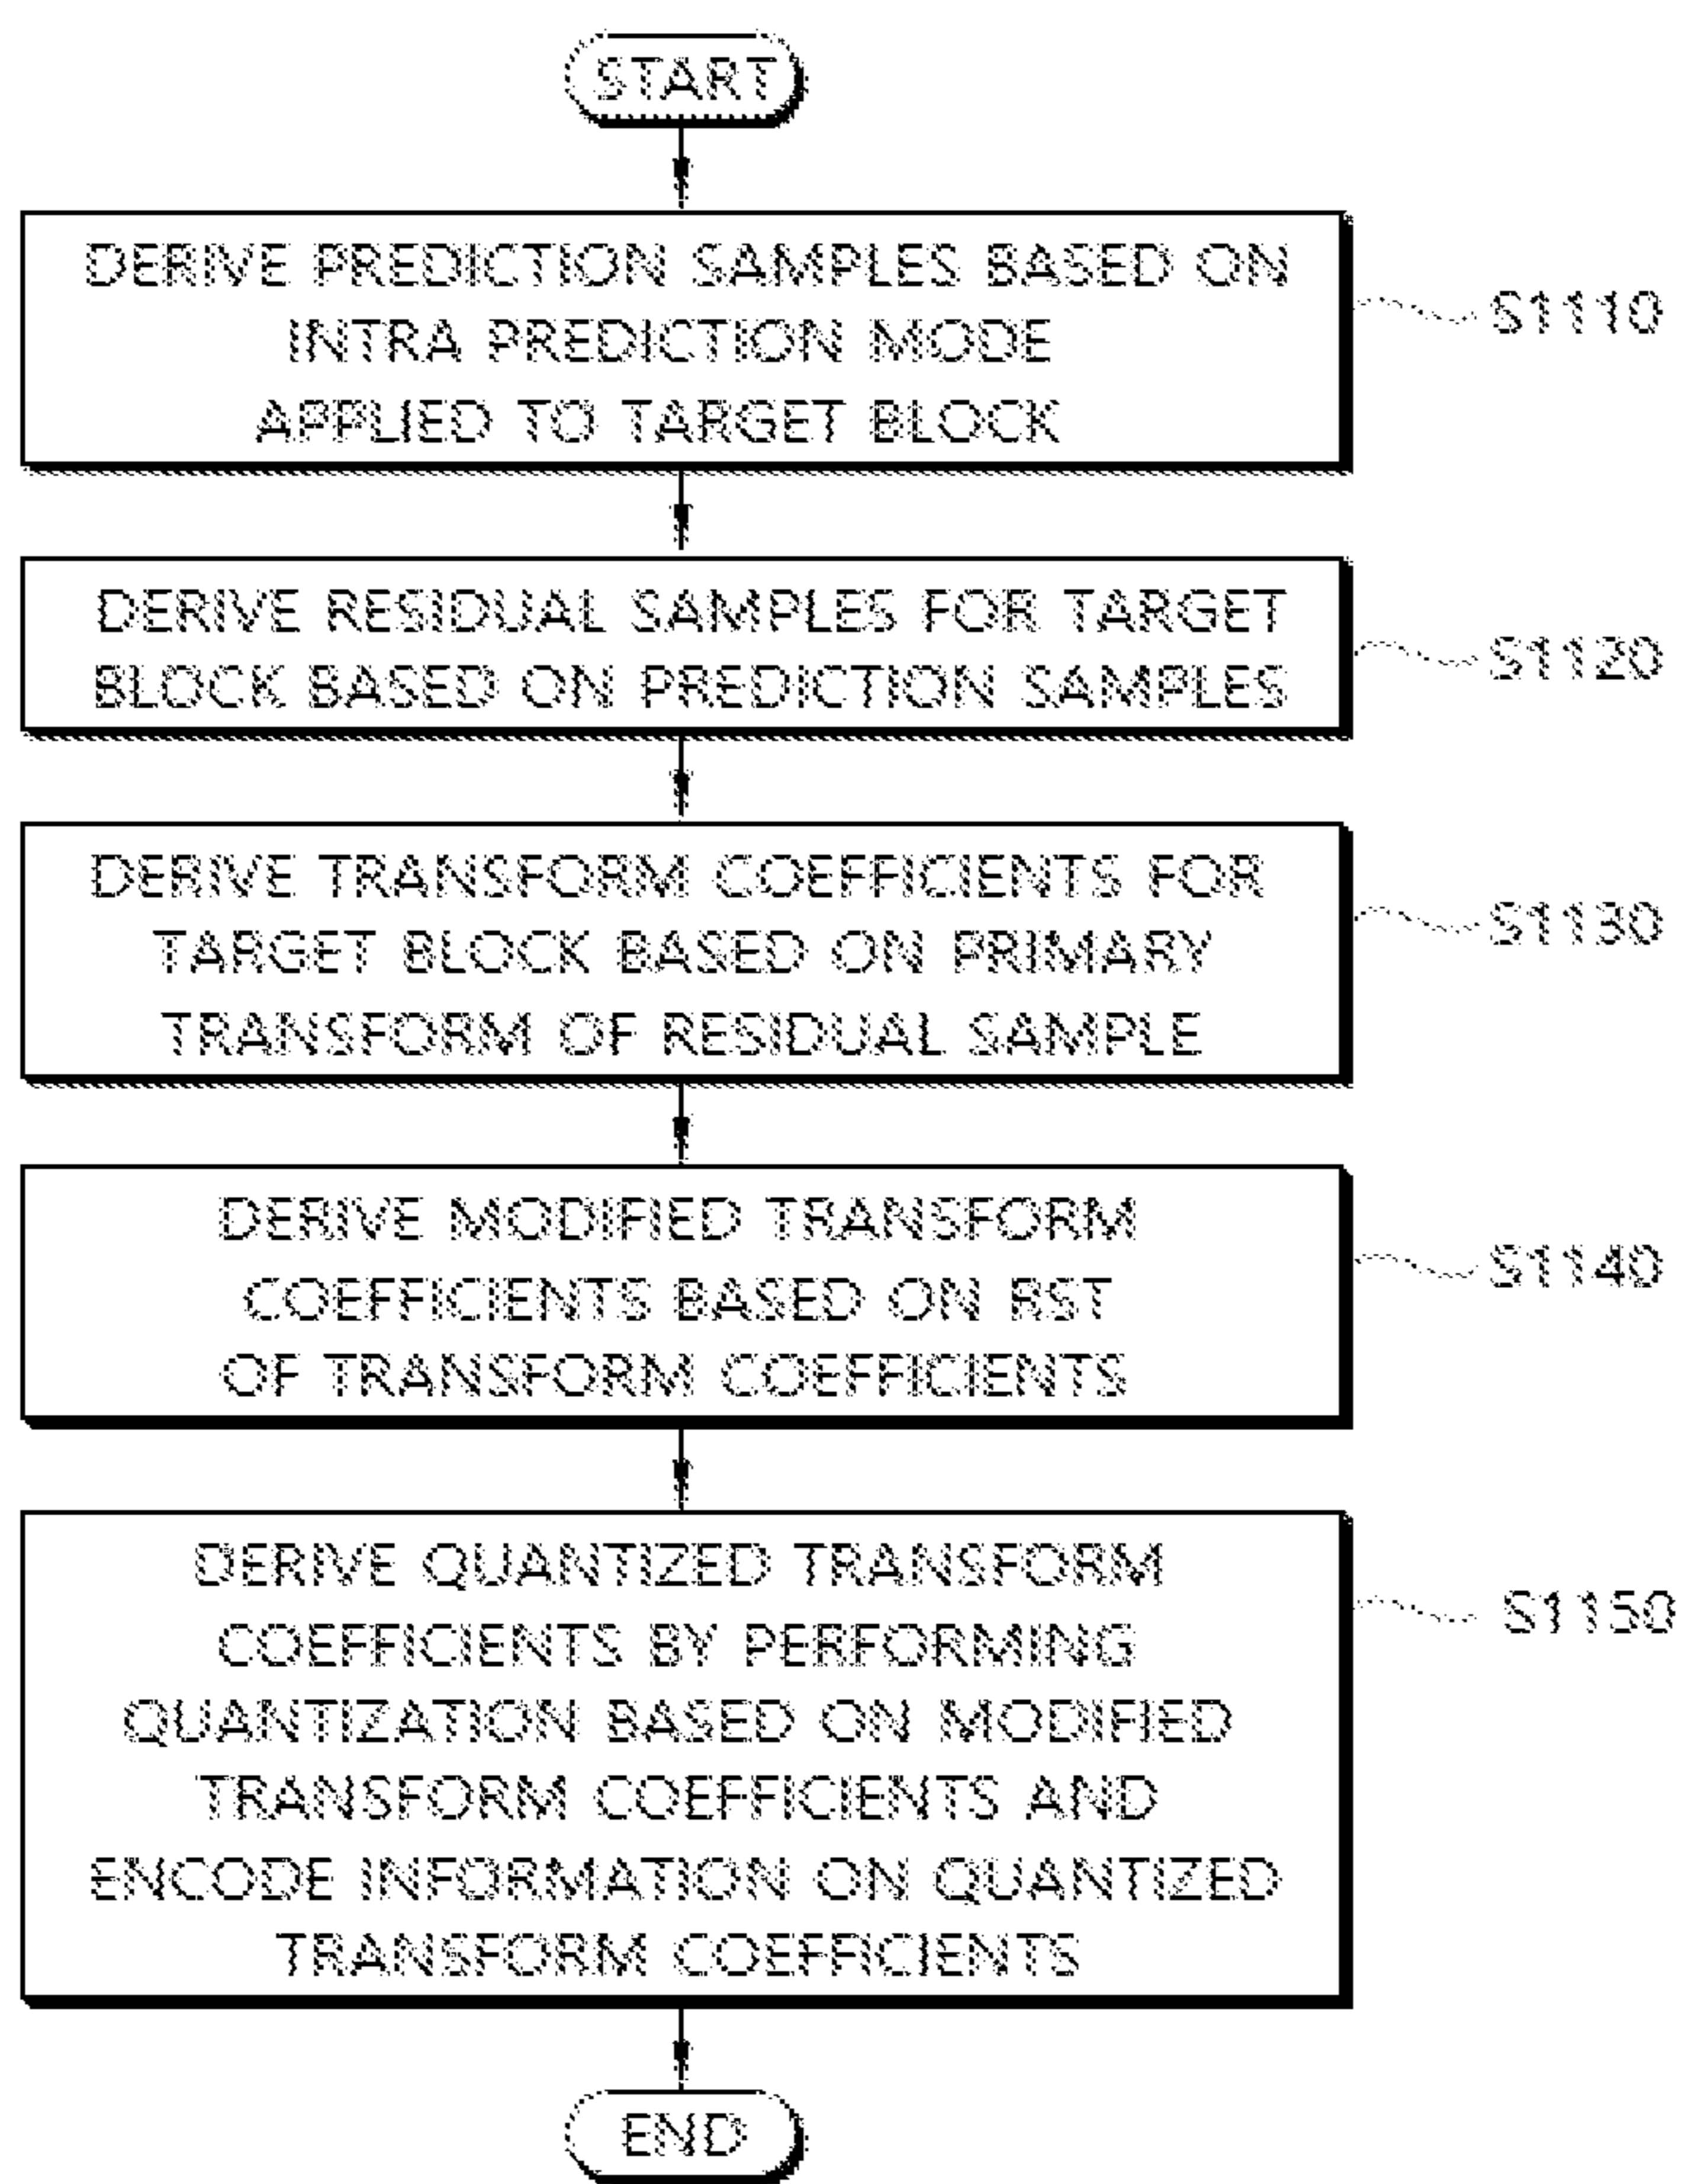 START
DERIVE PREDICTION SAMPLES BASED ON
INTRA PREDICTION MODE
APPLIED TO TARGET BLOCK
S1110
DERIVE RESIDUAL SAMPLES FOR TARGET
BLOCK BASED ON PREDICTION SAMPLES
S1120
DERIVE TRANSFORM COEFFICIENTS FOR
TARGET BLOCK BASED ON PRIMARY
TRANSFORM OF RESIDUAL SAMPLE
S1130
DERIVE MODIFIED TRANSFORM
COEFFICIENTS BASED ON RST
OF TRANSFORM COEFFICIENTS
S1140
DERIVE QUANTIZED TRANSFORM
COEFFICIENTS BY PERFORMING
QUANTIZATION BASED ON MODIFIED
TRANSFORM COEFFICIENTS AND
ENCODE INFORMATION ON QUANTIZED
TRANSFORM COEFFICIENTS
S1150
END